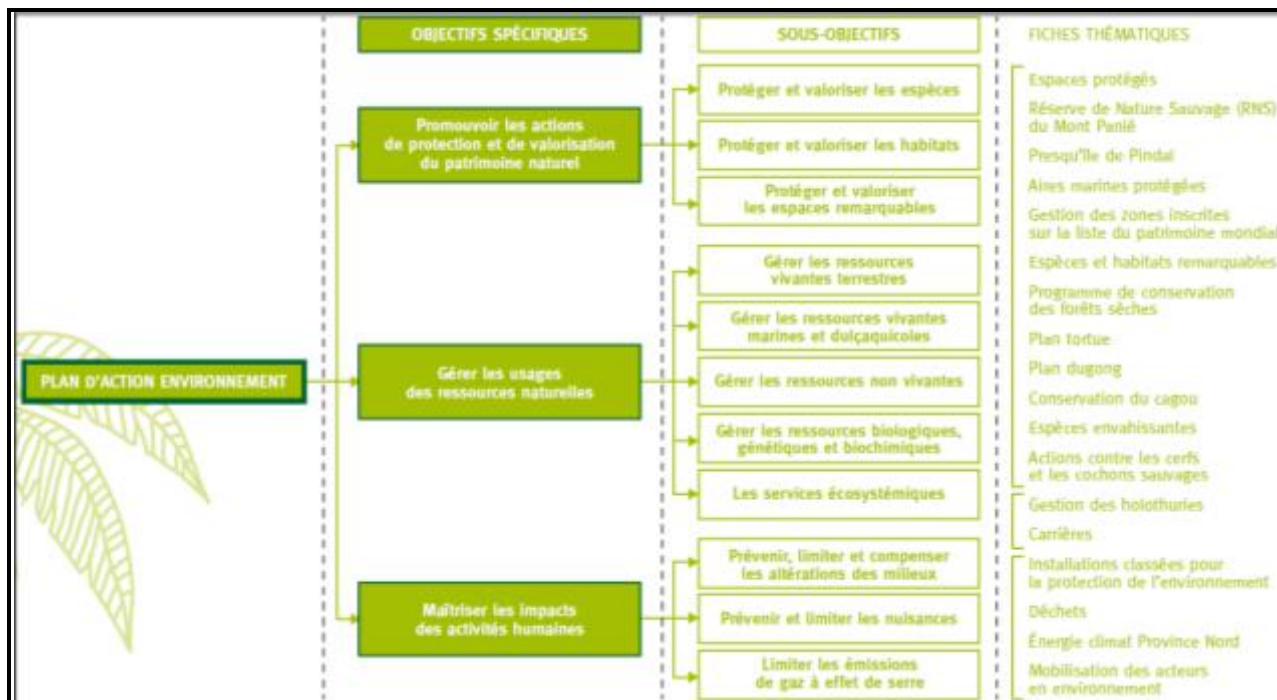 OBJECTIFS SPÉCIFIQUES
SOUS-OBJECTIFS
FICHES THÉMATIQUES
PLAN D'ACTION ENVIRONNEMENT
Promouvoir les actions
de protection et de valorisation
du patrimoine naturel
Protéger et valoriser les espèces
Protéger et valoriser les habitats
Protéger et valoriser
les espaces remarquables
Gérer les usages
des ressources naturelles
Gérer les ressources
vivantes terrestres
Gérer les ressources vivantes
marines et dulçaquicoles
Gérer les ressources non vivantes
Gérer les ressources biologiques,
génétiques et biochimiques
Les services écosystémiques
Maîtriser les impacts
des activités humaines
Prévenir, limiter et compenser
les altérations des milieux
Prévenir et limiter les nuisances
Limiter les émissions
de gaz à effet de serre
Espaces protégés
Réserve de Nature Sauvage (RNS)
du Mont Panié
Presqu'île de Pindaï
Aires marines protégées
Gestion des zones inscrites
sur la liste du patrimoine mondial
Espèces et habitats remarquables
Programme de conservation
des forêts sèches
Plan tortue
Plan dugong
Conservation du cagou
Espèces envahissantes
Actions contre les cerfs
et les cochons sauvages
Gestion des holothuries
Carrières
Installations classées pour
la protection de l'environnement
Déchets
Énergie climat Province Nord
Mobilisation des acteurs
en environnement